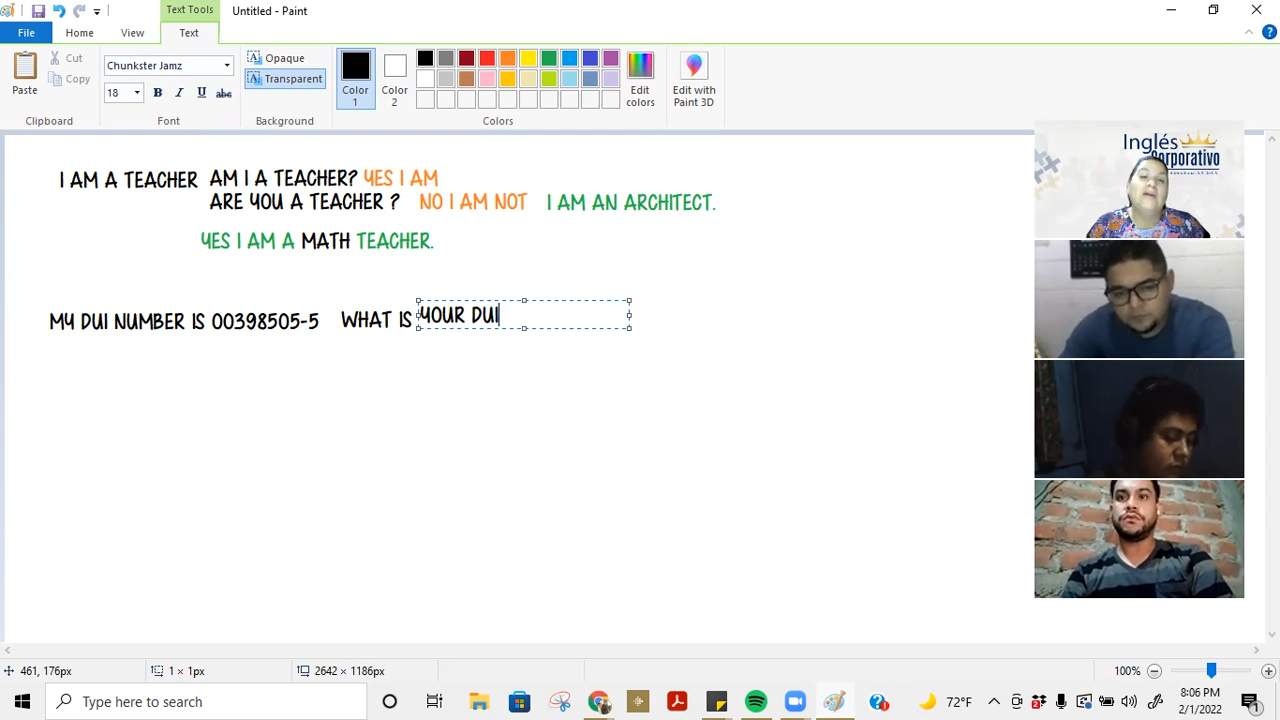 Text Tools
Untitled - Paint
File Home View Text
Paste
Cut
Copy
Clipboard
Chunkster Jamz
18
B I U abc
Font
Opaque
Transparent
Background
Color 1
Color 2
Edit colors
Colors
Edit with Paint 3D
I AM A TEACHER AM I A TEACHER? YES I AM
ARE YOU A TEACHER ? NO I AM NOT I AM AN ARCHITECT.
YES I AM A MATH TEACHER.
MY DUI NUMBER IS 00398505-5 WHAT IS YOUR DUI
Inglés
Corporativo
461, 176px 1 × 1px 2642 × 1186px 100%
Type here to search
72°F
8:06 PM
2/1/2022